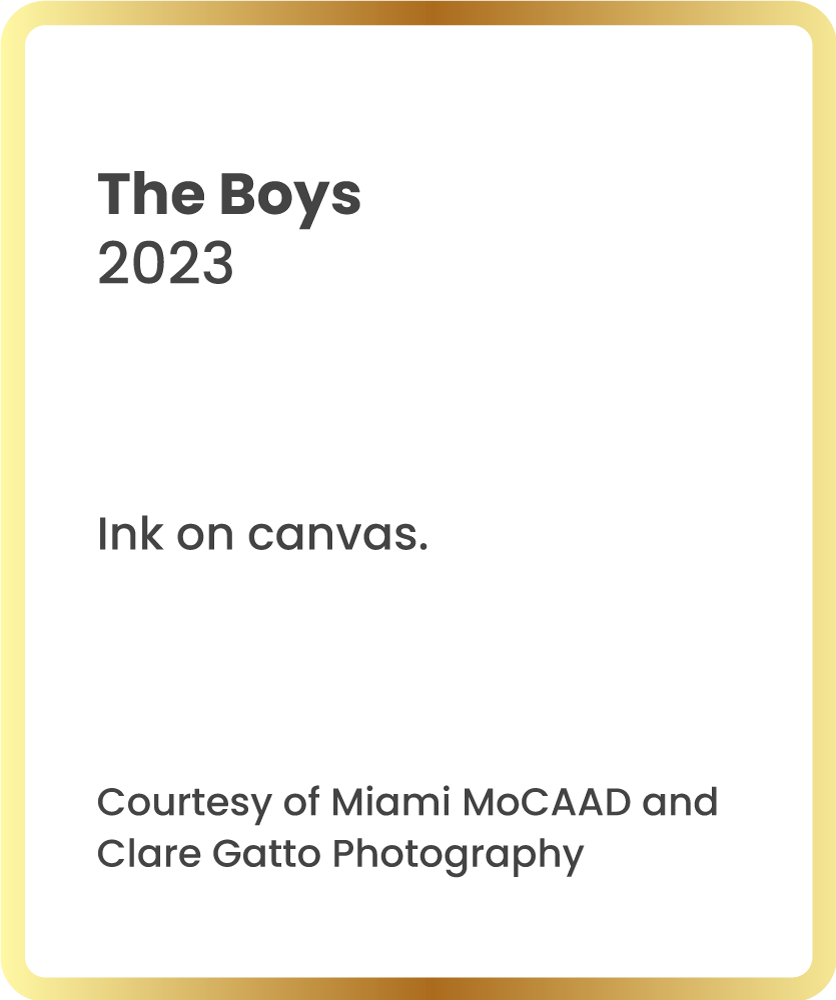 The Boys
2023
Ink on canvas.
Courtesy of Miami MoCAAD and
Clare Gatto Photography